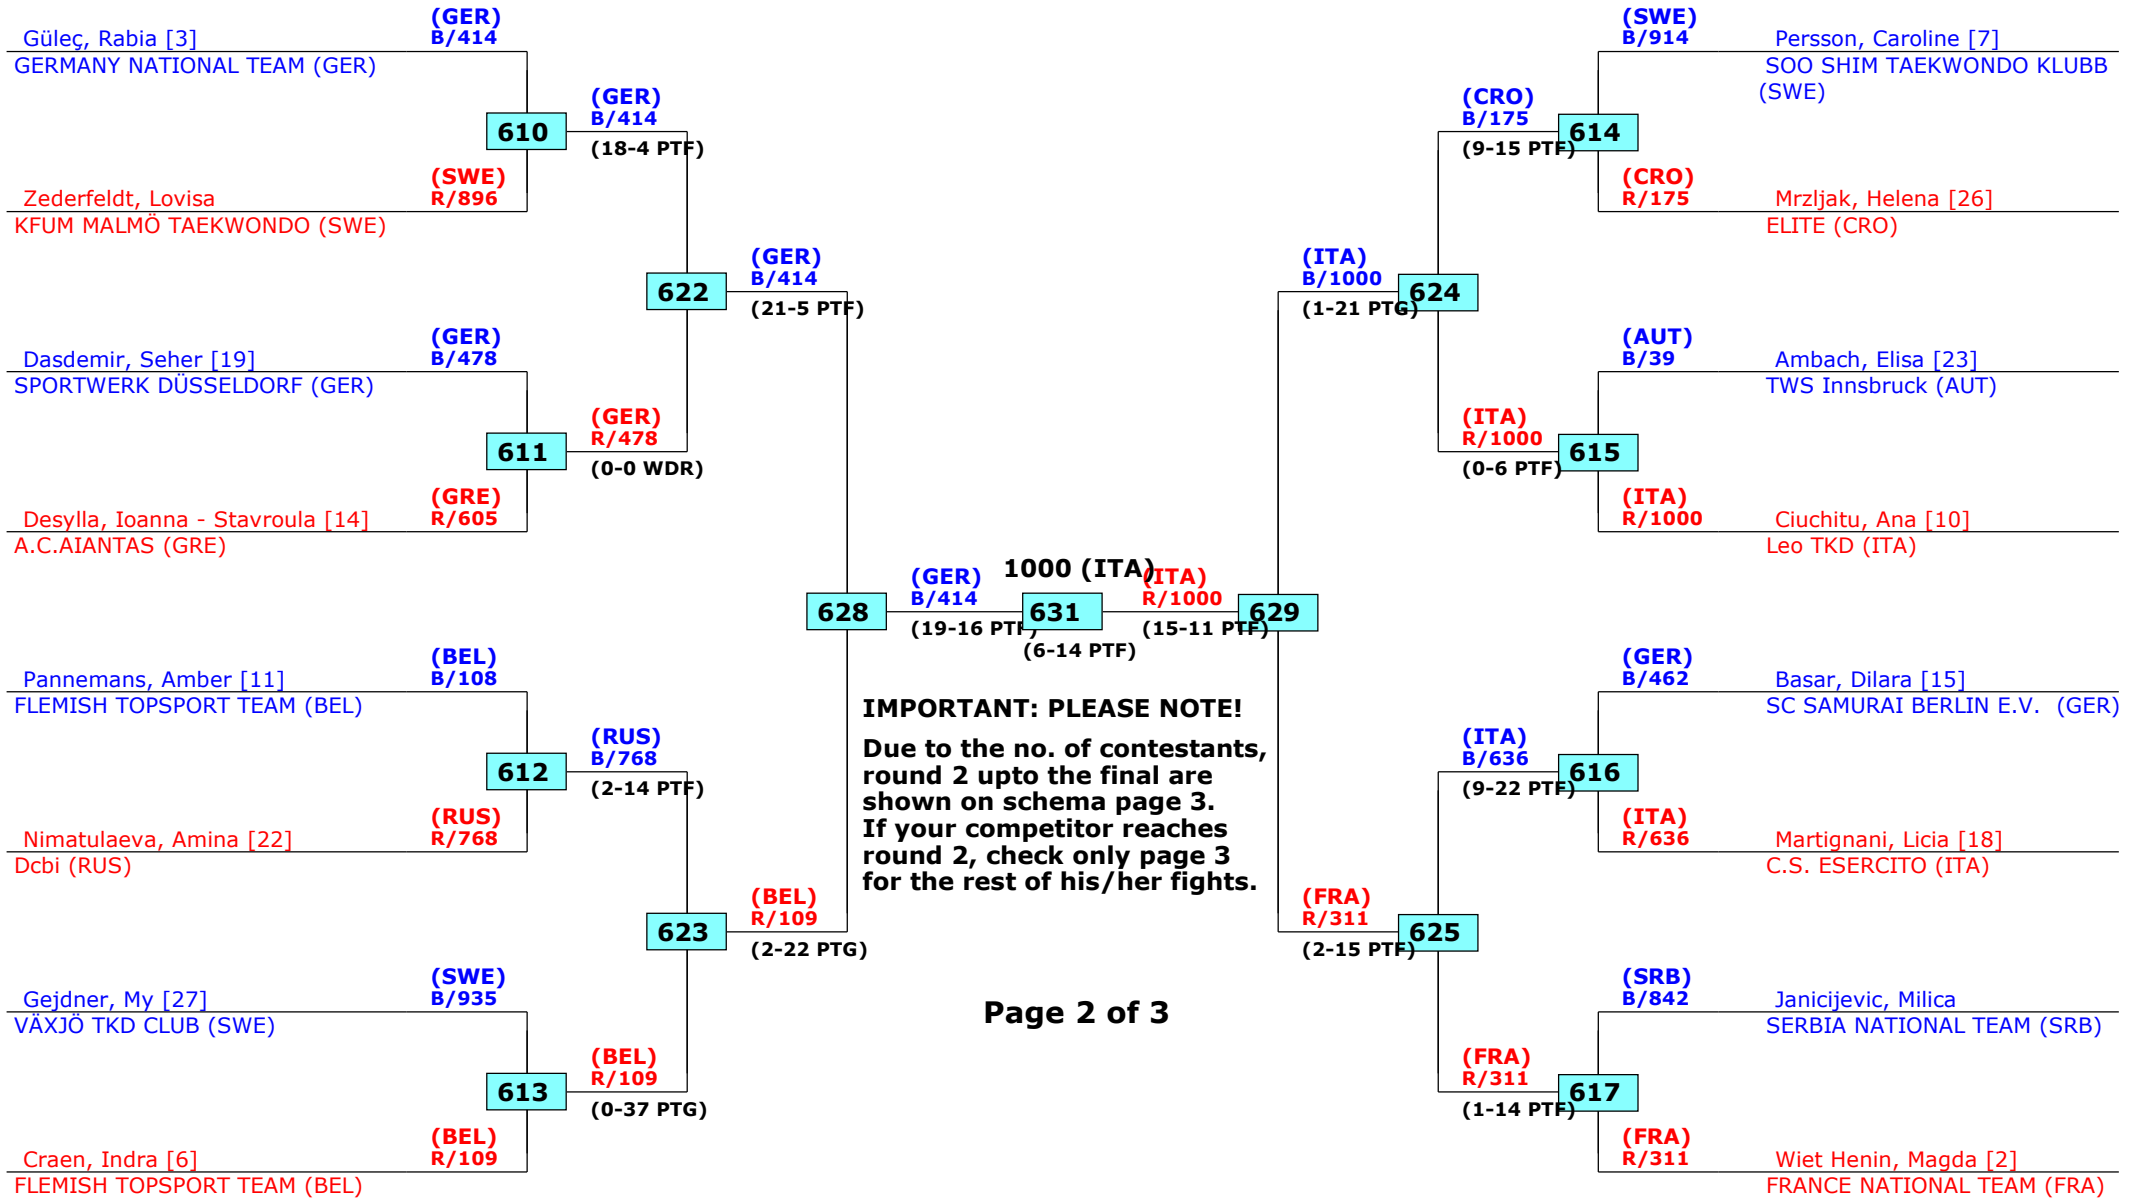 (GER)
B/414
Güleç, Rabia [3]
GERMANY NATIONAL TEAM (GER)
610
(GER)
B/414
(18-4 PTF)
(SWE)
R/896
Zederfeldt, Lovisa
KFUM MALMÖ TAEKWONDO (SWE)
622
(GER)
B/414
(21-5 PTF)
(GER)
B/478
Dasdemir, Seher [19]
SPORTWERK DÜSSELDORF (GER)
611
(GER)
R/478
(0-0 WDR)
(GRE)
R/605
Desylla, Ioanna - Stavroula [14]
A.C.AIANTAS (GRE)
628
(GER)
B/414
(19-16 PTF)
1000 (ITA)
631
(6-14 PTF)
(ITA)
R/1000
(15-11 PTF)
629
(BEL)
B/108
Pannemans, Amber [11]
FLEMISH TOPSPORT TEAM (BEL)
612
(RUS)
B/768
(2-14 PTF)
(RUS)
R/768
Nimatulaeva, Amina [22]
Dcbi (RUS)
623
(BEL)
R/109
(2-22 PTG)
(SWE)
B/935
Gejdner, My [27]
VÄXJÖ TKD CLUB (SWE)
613
(BEL)
R/109
(0-37 PTG)
(BEL)
R/109
Craen, Indra [6]
FLEMISH TOPSPORT TEAM (BEL)
IMPORTANT: PLEASE NOTE!
Due to the no. of contestants,
round 2 upto the final are
shown on schema page 3.
If your competitor reaches
round 2, check only page 3
for the rest of his/her fights.
Page 2 of 3
(SWE)
B/914
Persson, Caroline [7]
SOO SHIM TAEKWONDO KLUBB
(SWE)
(CRO)
B/175
(9-15 PTF)
614
(CRO)
R/175
Mrzljak, Helena [26]
ELITE (CRO)
(ITA)
B/1000
(1-21 PTG)
624
(AUT)
B/39
Ambach, Elisa [23]
TWS Innsbruck (AUT)
(ITA)
R/1000
(0-6 PTF)
615
(ITA)
R/1000
Ciuchitu, Ana [10]
Leo TKD (ITA)
(GER)
B/462
Basar, Dilara [15]
SC SAMURAI BERLIN E.V. (GER)
(ITA)
B/636
(9-22 PTF)
616
(ITA)
R/636
Martignani, Licia [18]
C.S. ESERCITO (ITA)
(FRA)
R/311
(2-15 PTF)
625
(SRB)
B/842
Janicijevic, Milica
SERBIA NATIONAL TEAM (SRB)
(FRA)
R/311
(1-14 PTF)
617
(FRA)
R/311
Wiet Henin, Magda [2]
FRANCE NATIONAL TEAM (FRA)